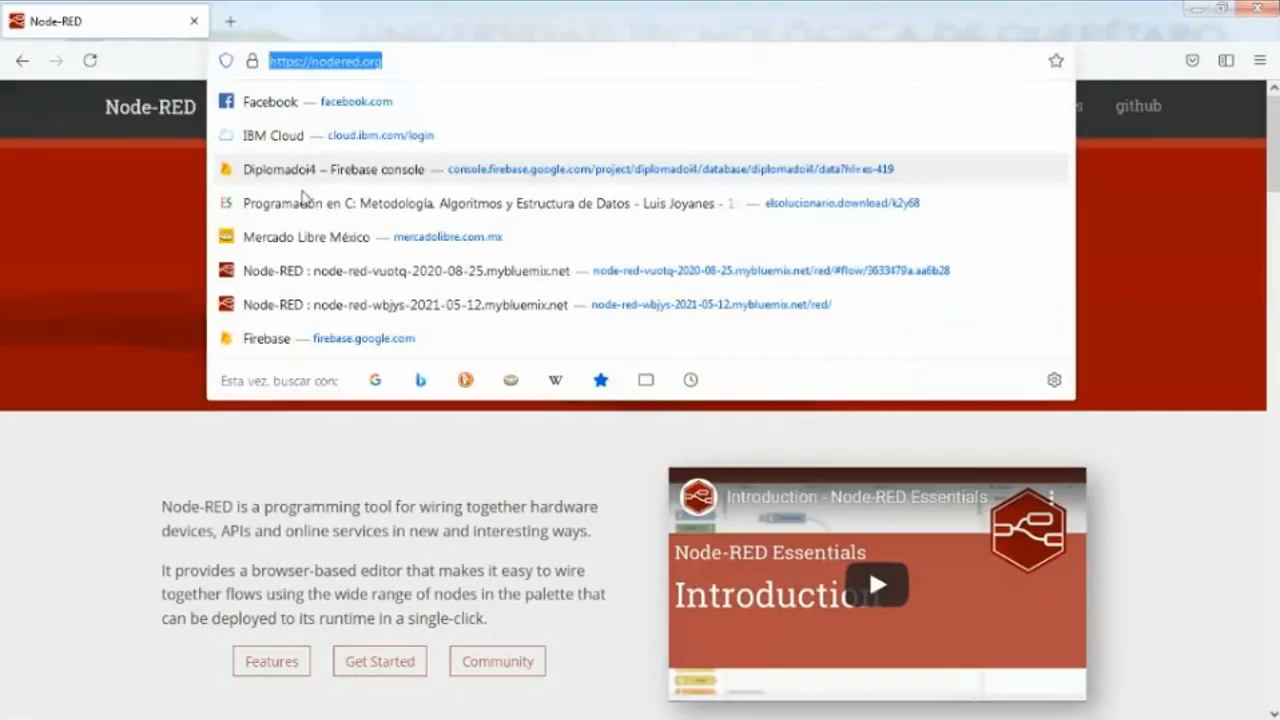 Node-RED
https://nodered.org
Node-RED
github
Facebook — facebook.com
IBM Cloud — cloud.ibm.com/login
Diplomadoi4 – Firebase console — console.firebase.google.com/project/diplomadoi4/database/diplomadoi4/data?hl=es-419
Programación en C: Metodología. Algoritmos y Estructura de Datos - Luis Joyanes - 1 — elsolucionario.download/k2y68
Mercado Libre México — mercadolibre.com.mx
Node-RED : node-red-vuotq-2020-08-25.mybluemix.net — node-red-vuotq-2020-08-25.mybluemix.net/red/#flow/3633479a.aa6b28
Node-RED : node-red-wbjys-2021-05-12.mybluemix.net — node-red-wbjys-2021-05-12.mybluemix.net/red/
Firebase — firebase.google.com
Esta vez, buscar con:
Node-RED is a programming tool for wiring together hardware
devices, APIs and online services in new and interesting ways.
It provides a browser-based editor that makes it easy to wire
together flows using the wide range of nodes in the palette that
can be deployed to its runtime in a single-click.
Features
Get Started
Community
Introduction - Node-RED Essentials
Node-RED Essentials
Introduction